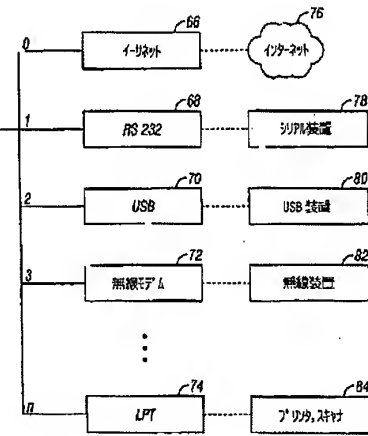 66
76
0
イーサネット
インターネット
68
78
1
RS 232
シリアル装置
70
80
2
USB
USB 装置
72
82
3
無線モデム
無線装置
74
84
n
LPT
プリンタ,スキャナ